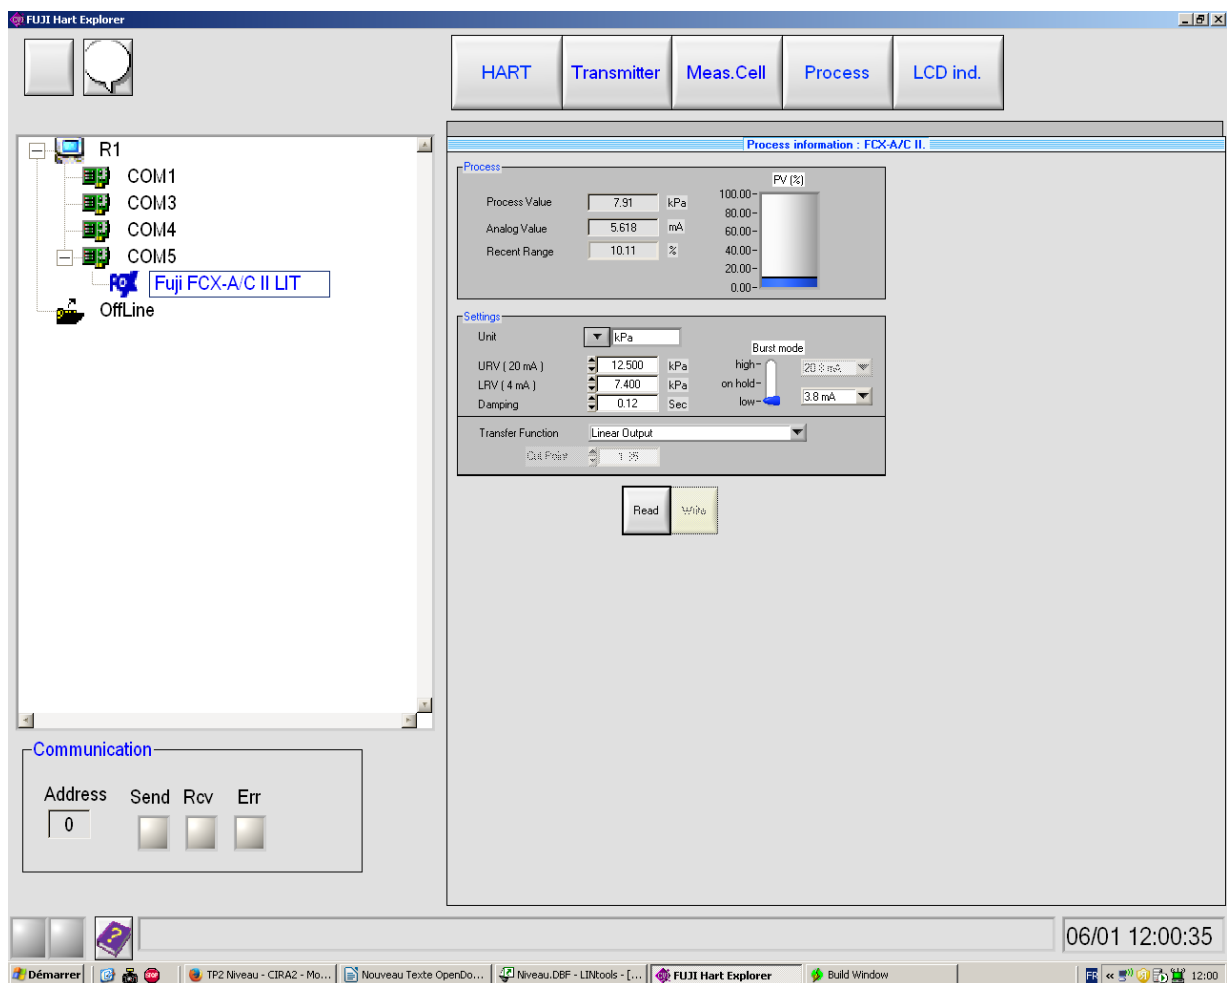 FUJI Hart Explorer
HART Transmitter Meas.Cell Process LCD ind.
R1
COM1
COM3
COM4
COM5
Fuji FCX-A/C II LIT
OffLine
Process information : FCX-A/C II.
Process
PV (%)
Process Value 7.91 kPa
Analog Value 5.618 mA
Recent Range 10.11 %
100.00
80.00
60.00
40.00
20.00
0.00
Settings
Unit kPa
URV ( 20 mA ) 12.500 kPa
LRV ( 4 mA ) 7.400 kPa
Damping 0.12 Sec
Burst mode
high
on hold
low
20.8 mA
3.8 mA
Transfer Function Linear Output
Cut Point
Read Write
Communication
Address Send Rcv Err
0
06/01 12:00:35
Démarrer STOP TP2 Niveau - CIRA2 - Mo... Nouveau Texte OpenDo... Niveau.DBF - LINtools - [... FUJI Hart Explorer Build Window FR « 12:00